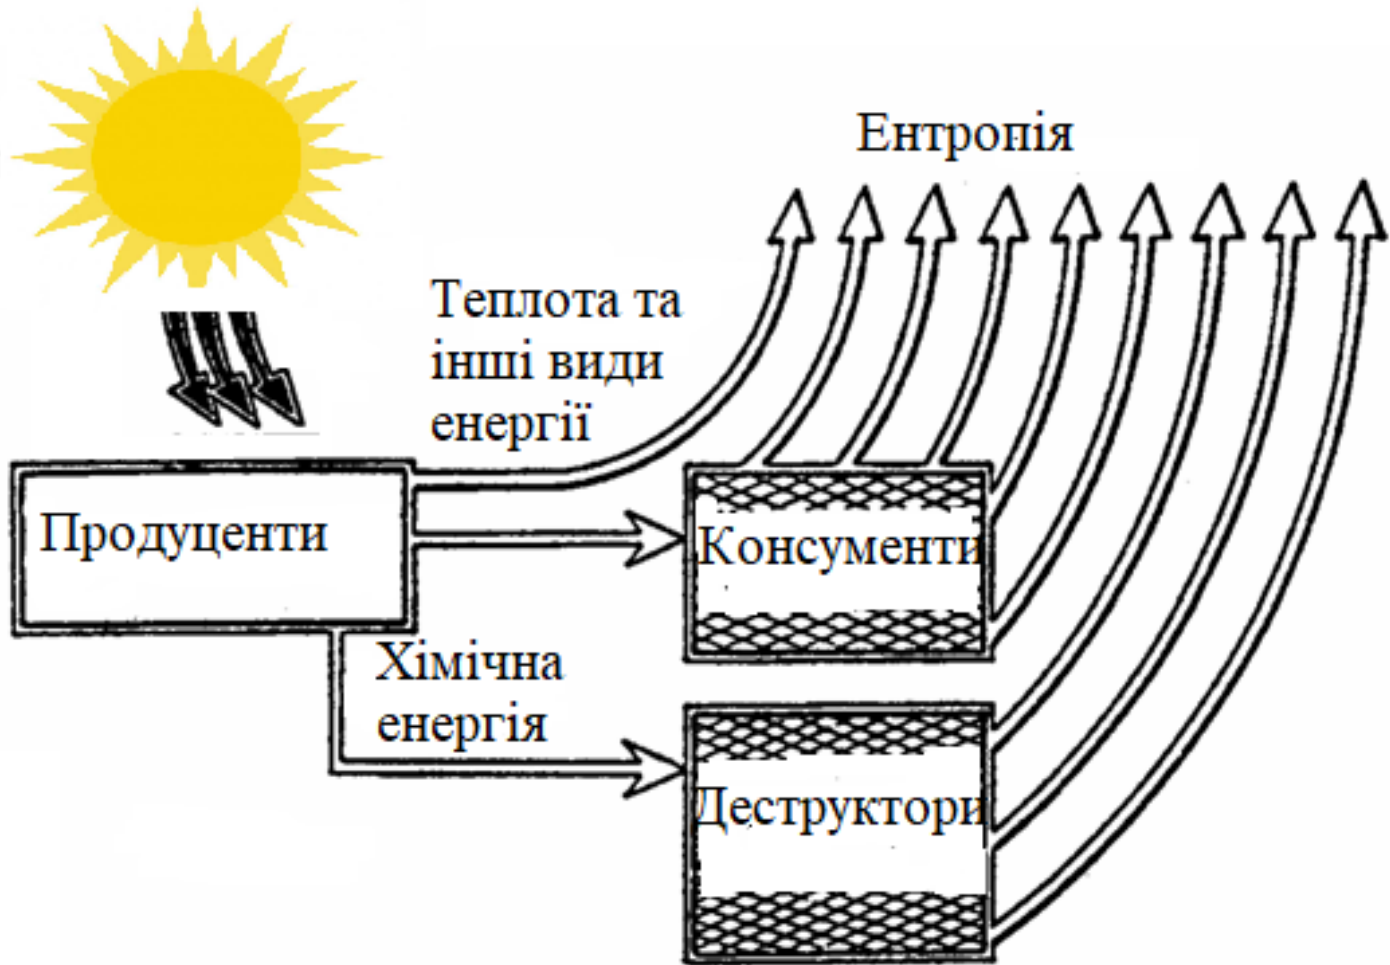 Ентропія
Теплота та
інші види
енергії
Продуценти
Консументи
Хімічна
енергія
Деструктори